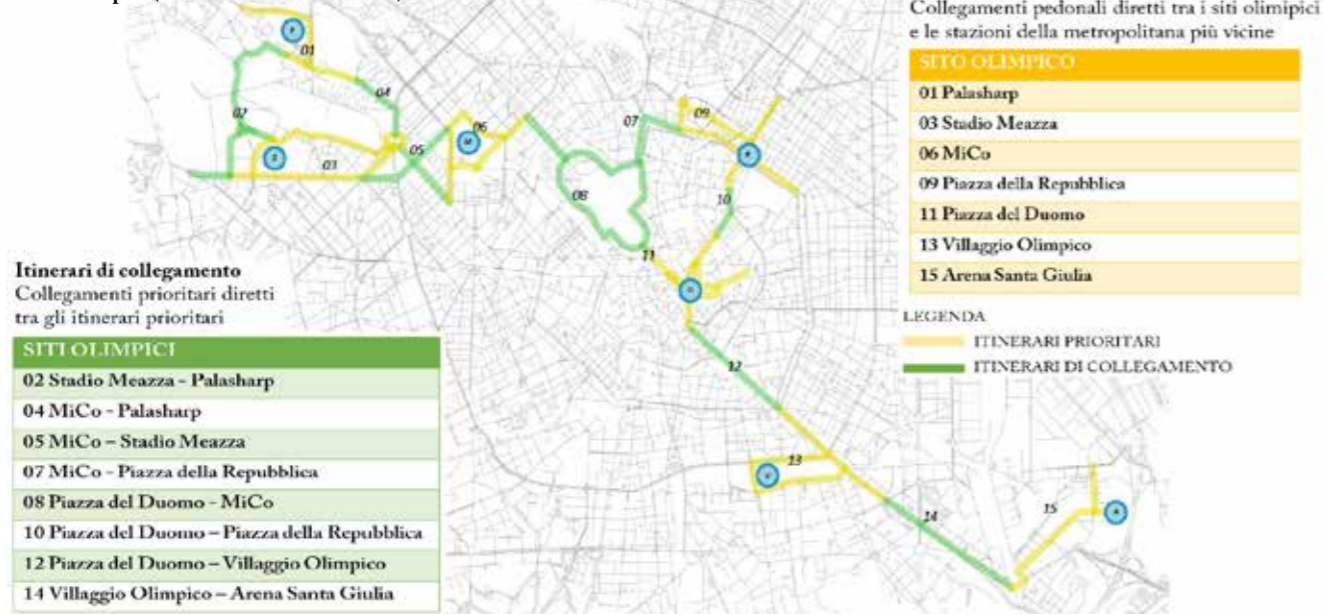 Collegamenti pedonali diretti tra i siti olimpici
e le stazioni della metropolitana più vicine
SITO OLIMPICO
01 Palasharp
03 Stadio Meazza
06 MiCo
09 Piazza della Repubblica
11 Piazza del Duomo
13 Villaggio Olimpico
15 Arena Santa Giulia
LEGENDA
ITINERARI PRIORITARI
ITINERARI DI COLLEGAMENTO
Itinerari di collegamento
Collegamenti prioritari diretti
tra gli itinerari prioritari
SITI OLIMPICI
02 Stadio Meazza - Palasharp
04 MiCo - Palasharp
05 MiCo – Stadio Meazza
07 MiCo - Piazza della Repubblica
08 Piazza del Duomo - MiCo
10 Piazza del Duomo – Piazza della Repubblica
12 Piazza del Duomo – Villaggio Olimpico
14 Villaggio Olimpico – Arena Santa Giulia
01
02
03
04
05
06
07
08
09
10
11
12
13
14
15